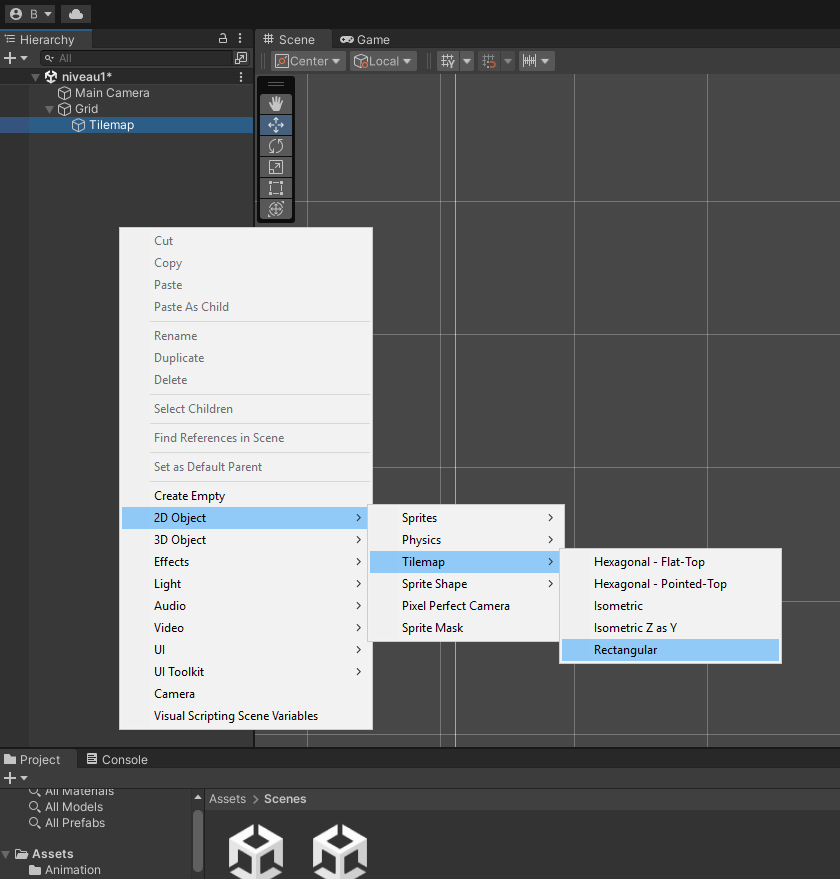 B
Hierarchy
All
niveau1*
Main Camera
Grid
Tilemap
Scene
Game
Center
Local
Cut
Copy
Paste
Paste As Child
Rename
Duplicate
Delete
Select Children
Find References in Scene
Set as Default Parent
Create Empty
2D Object
3D Object
Effects
Light
Audio
Video
UI
UI Toolkit
Camera
Visual Scripting Scene Variables
Sprites
Physics
Tilemap
Sprite Shape
Pixel Perfect Camera
Sprite Mask
Hexagonal - Flat-Top
Hexagonal - Pointed-Top
Isometric
Isometric Z as Y
Rectangular
Project
Console
All Materials
All Models
All Prefabs
Assets
Animation
Assets > Scenes